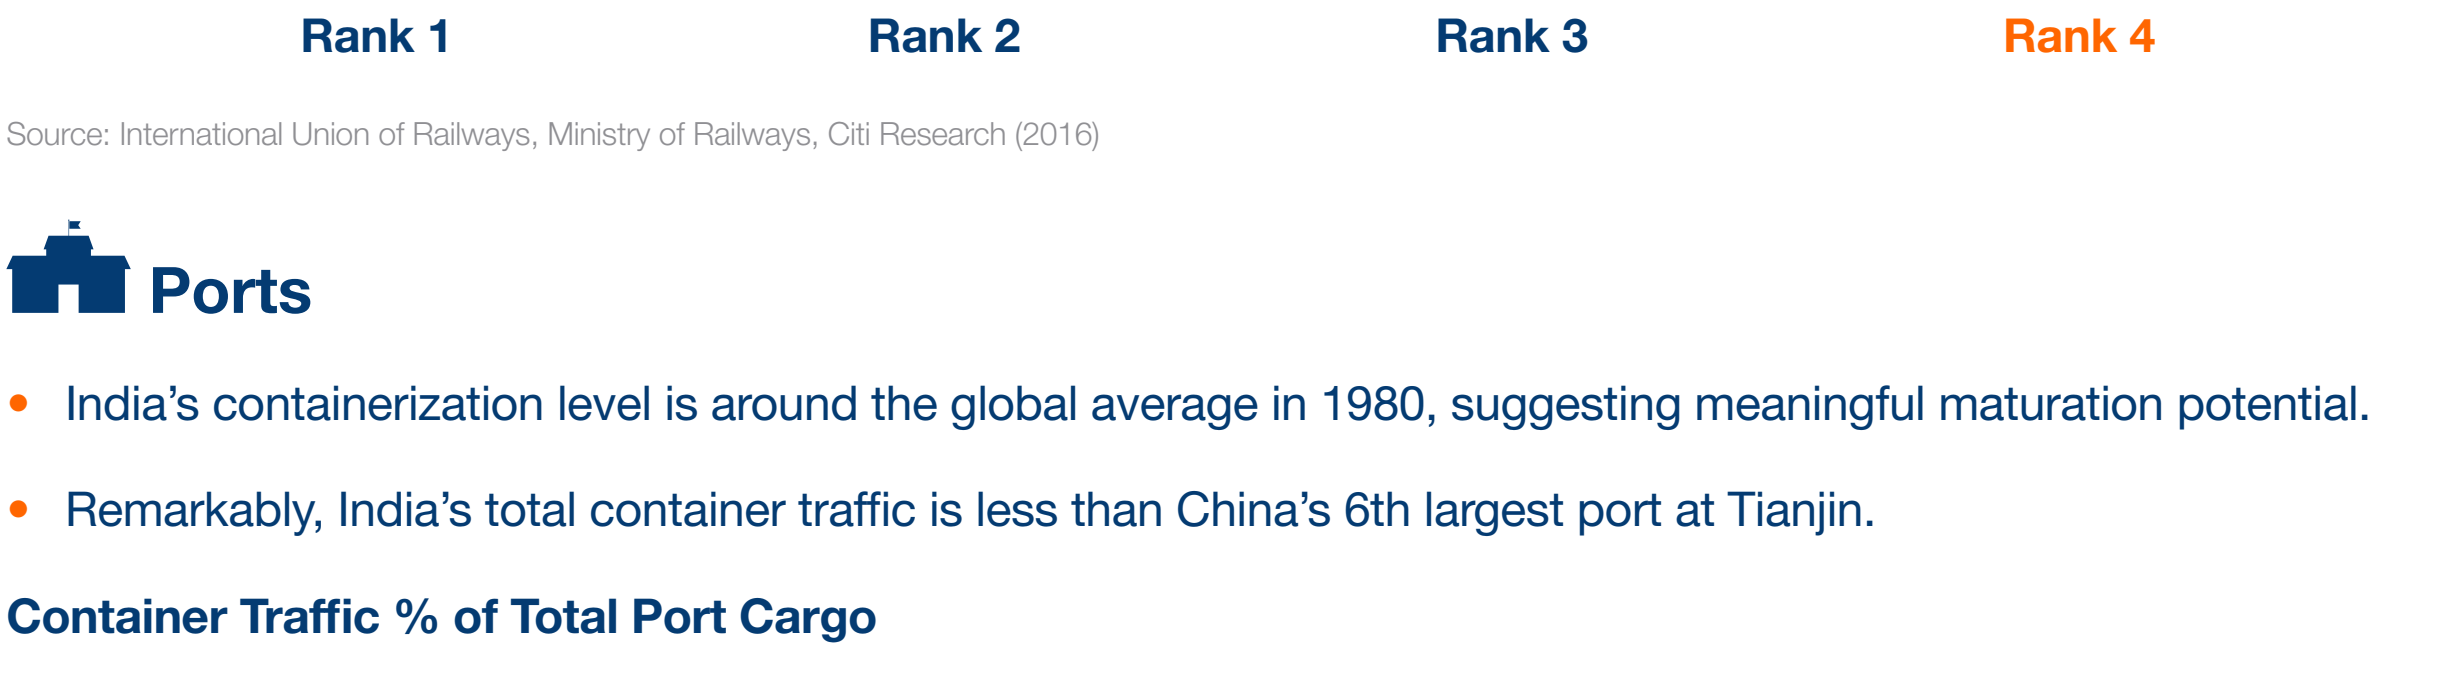 Rank 1 Rank 2 Rank 3 Rank 4
Source: International Union of Railways, Ministry of Railways, Citi Research (2016)
Ports
• India’s containerization level is around the global average in 1980, suggesting meaningful maturation potential.
• Remarkably, India’s total container traffic is less than China’s 6th largest port at Tianjin.
Container Traffic % of Total Port Cargo